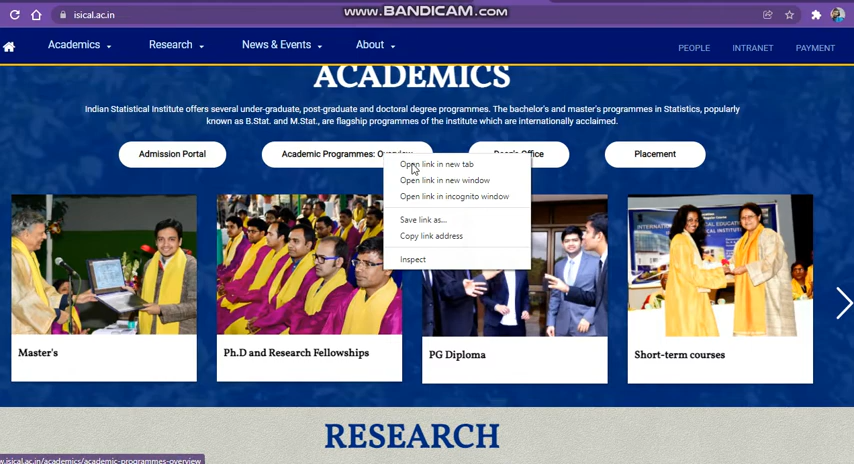 www.BANDICAM.com
isical.ac.in
Academics Research News & Events About PEOPLE INTRANET PAYMENT
ACADEMICS
Indian Statistical Institute offers several under-graduate, post-graduate and doctoral degree programmes. The bachelor's and master's programmes in Statistics, popularly
known as B.Stat. and M.Stat., are flagship programmes of the institute which are internationally acclaimed.
Admission Portal Academic Programmes: Overview Dean's Office Placement
Open link in new tab
Open link in new window
Open link in incognito window
Save link as...
Copy link address
Inspect
Master's Ph.D and Research Fellowships PG Diploma Short-term courses
RESEARCH
w.isical.ac.in/academics/academic-programmes-overview